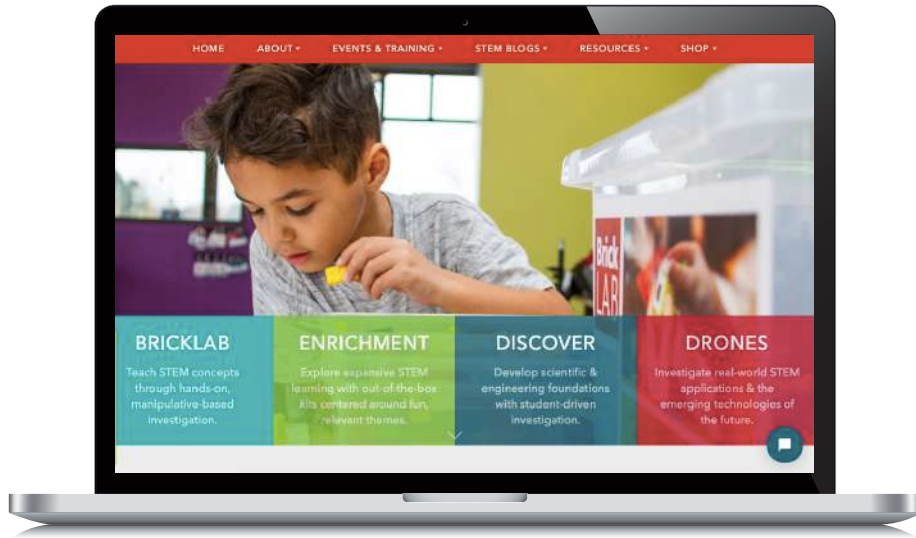 HOME ABOUT EVENTS & TRAINING STEM BLOGS RESOURCES SHOP
Brick
LAB
BRICKLAB
Teach STEM concepts
through hands-on,
manipulative-based
investigation.
ENRICHMENT
Explore expansive STEM
learning with out-of-the-box
kits centered around fun,
relevant themes.
DISCOVER
Develop scientific &
engineering foundations
with student-driven
investigation.
DRONES
Investigate real-world STEM
applications & the
emerging technologies of
the future.